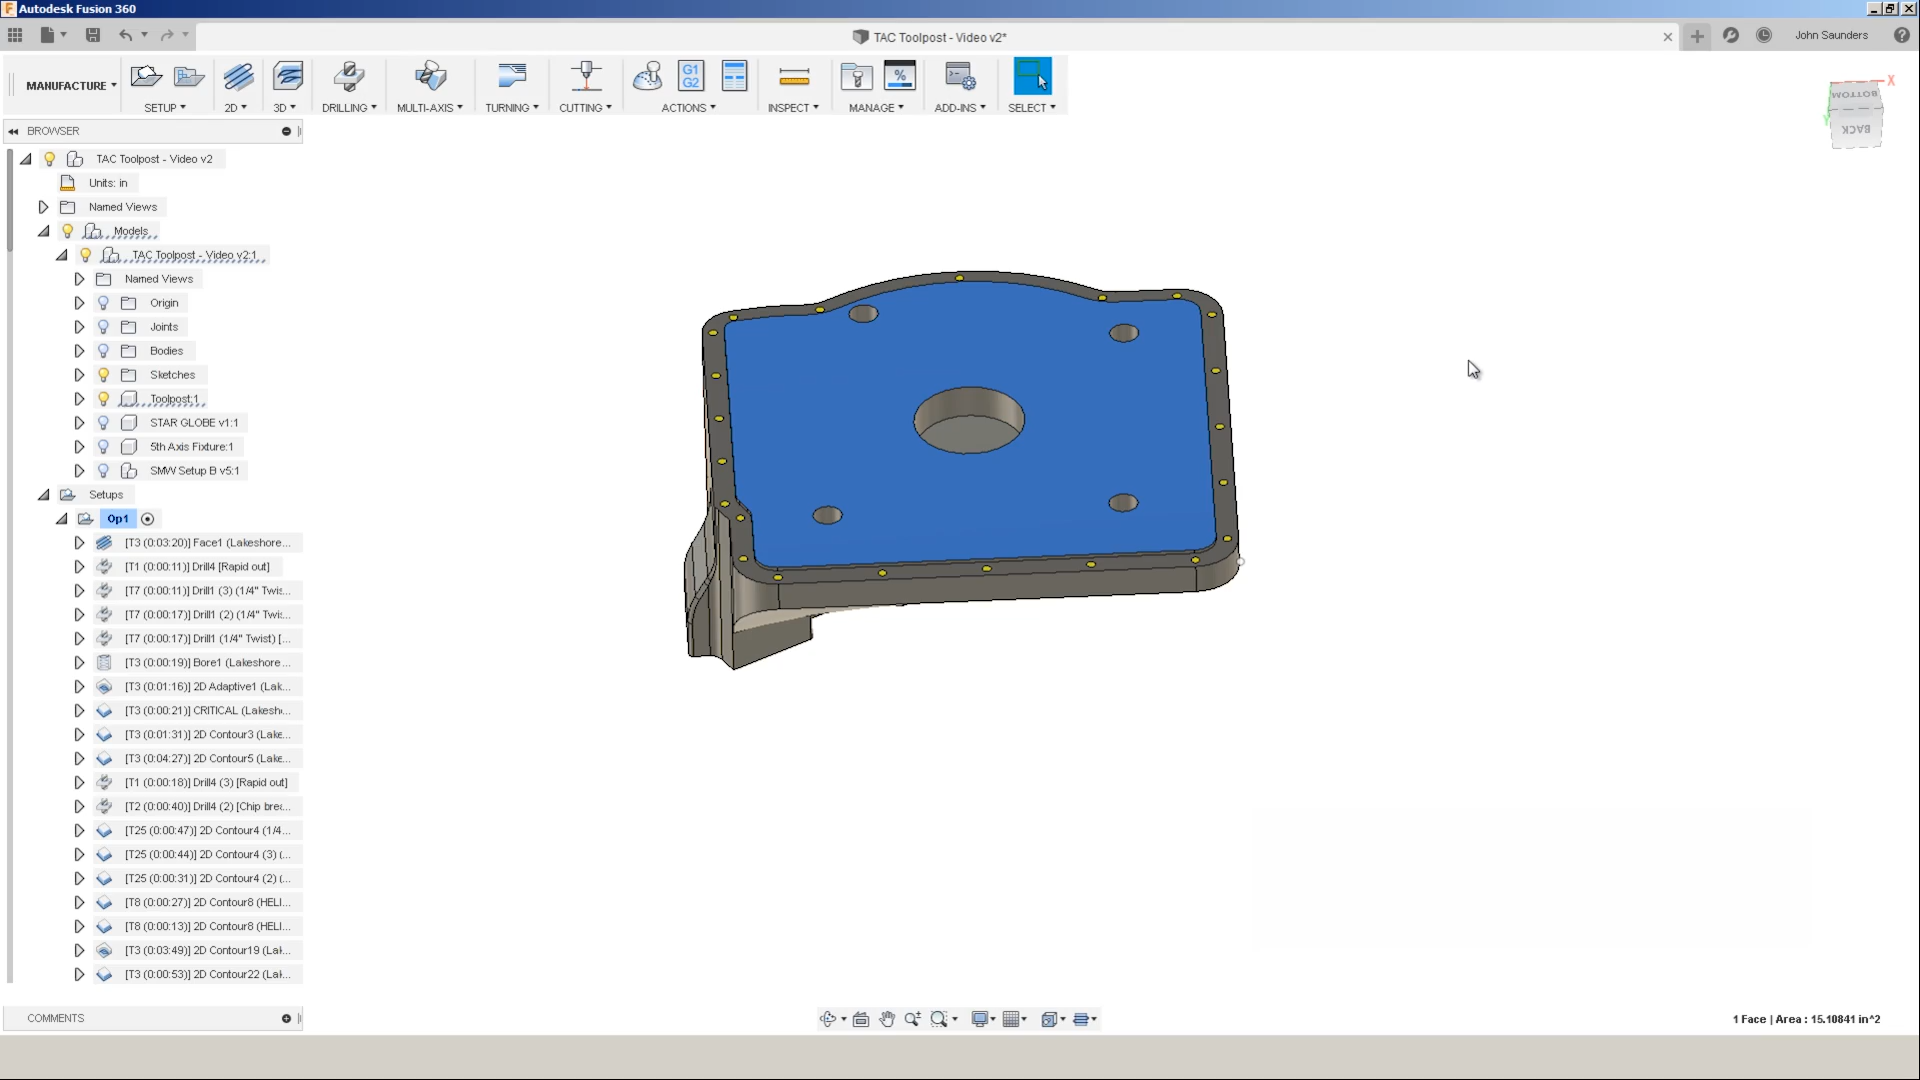 Autodesk Fusion 360
TAC Toolpost - Video v2*
John Saunders
MANUFACTURE
G1
G2
%
SETUP
2D
3D
DRILLING
MULTI-AXIS
TURNING
CUTTING
ACTIONS
INSPECT
MANAGE
ADD-INS
SELECT
X
BOTTOM
Y
BACK
BROWSER
TAC Toolpost - Video v2
Units: in
Named Views
Models
TAC Toolpost - Video v2:1
Named Views
Origin
Joints
Bodies
Sketches
Toolpost:1
STAR GLOBE v1:1
5th Axis Fixture:1
SMW Setup B v5:1
Setups
Op1
[T3 (0:03:20)] Face1 (Lakeshore...
[T1 (0:00:11)] Drill4 [Rapid out]
[T7 (0:00:11)] Drill1 (3) (1/4" Twis...
[T7 (0:00:17)] Drill1 (2) (1/4" Twis...
[T7 (0:00:17)] Drill1 (1/4" Twist) [...
[T3 (0:00:19)] Bore1 (Lakeshore...
[T3 (0:01:16)] 2D Adaptive1 (Lak...
[T3 (0:00:21)] CRITICAL (Lakesh...
[T3 (0:01:31)] 2D Contour3 (Lake...
[T3 (0:04:27)] 2D Contour5 (Lake...
[T1 (0:00:18)] Drill4 (3) [Rapid out]
[T2 (0:00:40)] Drill4 (2) [Chip brea...
[T25 (0:00:47)] 2D Contour4 (1/4...
[T25 (0:00:44)] 2D Contour4 (3) (...
[T25 (0:00:31)] 2D Contour4 (2) (...
[T8 (0:00:27)] 2D Contour8 (HELI...
[T8 (0:00:13)] 2D Contour8 (HELI...
[T3 (0:03:49)] 2D Contour19 (Lak...
[T3 (0:00:53)] 2D Contour22 (Lak...
COMMENTS
1 Face | Area : 15.10841 in^2